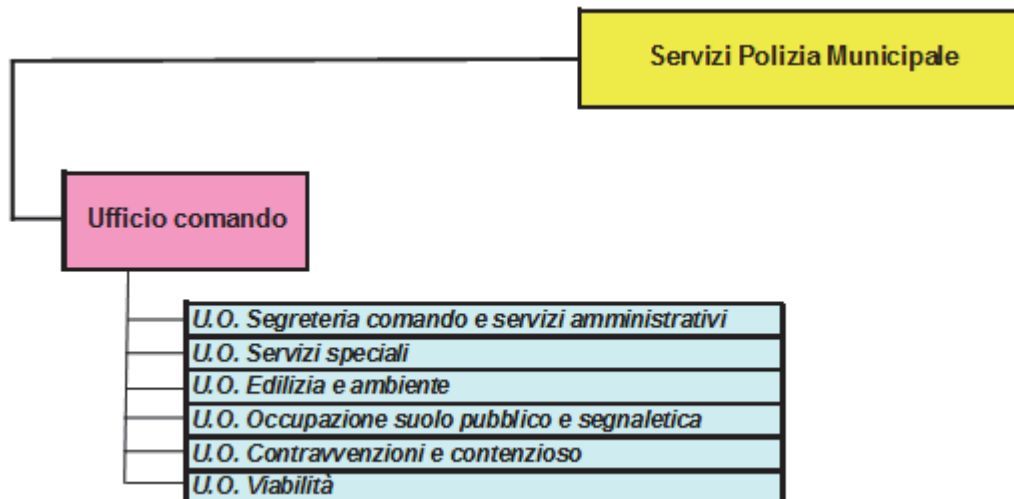 Servizi Polizia Municipale
Ufficio comando
U.O. Segreteria comando e servizi amministrativi
U.O. Servizi speciali
U.O. Edilizia e ambiente
U.O. Occupazione suolo pubblico e segnaletica
U.O. Contravvenzioni e contenzioso
U.O. Viabilità